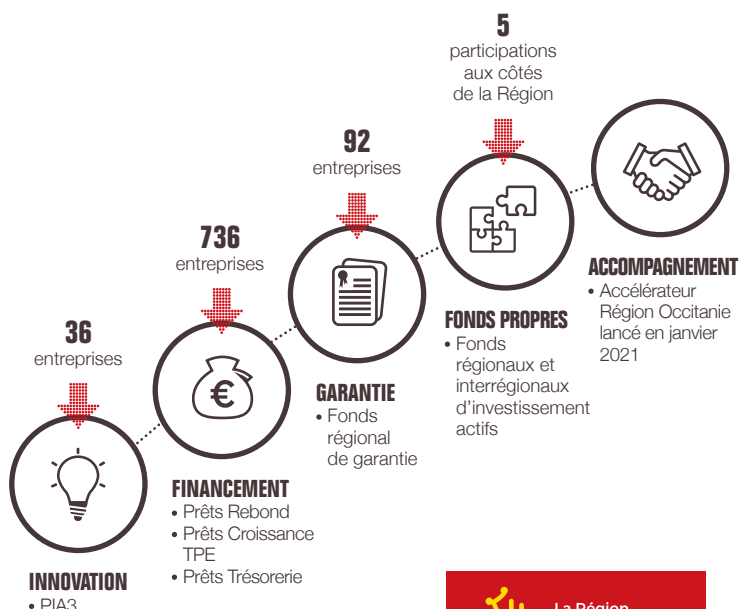 5
participations
aux côtés
de la Région
92
entreprises
736
entreprises
36
entreprises
€
ACCOMPAGNEMENT
• Accélérateur
Région Occitanie
lancé en janvier
2021
FONDS PROPRES
• Fonds
régionaux et
interrégionaux
d'investissement
actifs
GARANTIE
• Fonds
régional
de garantie
FINANCEMENT
• Prêts Rebond
• Prêts Croissance
TPE
• Prêts Trésorerie
INNOVATION
• PIA3
La Région